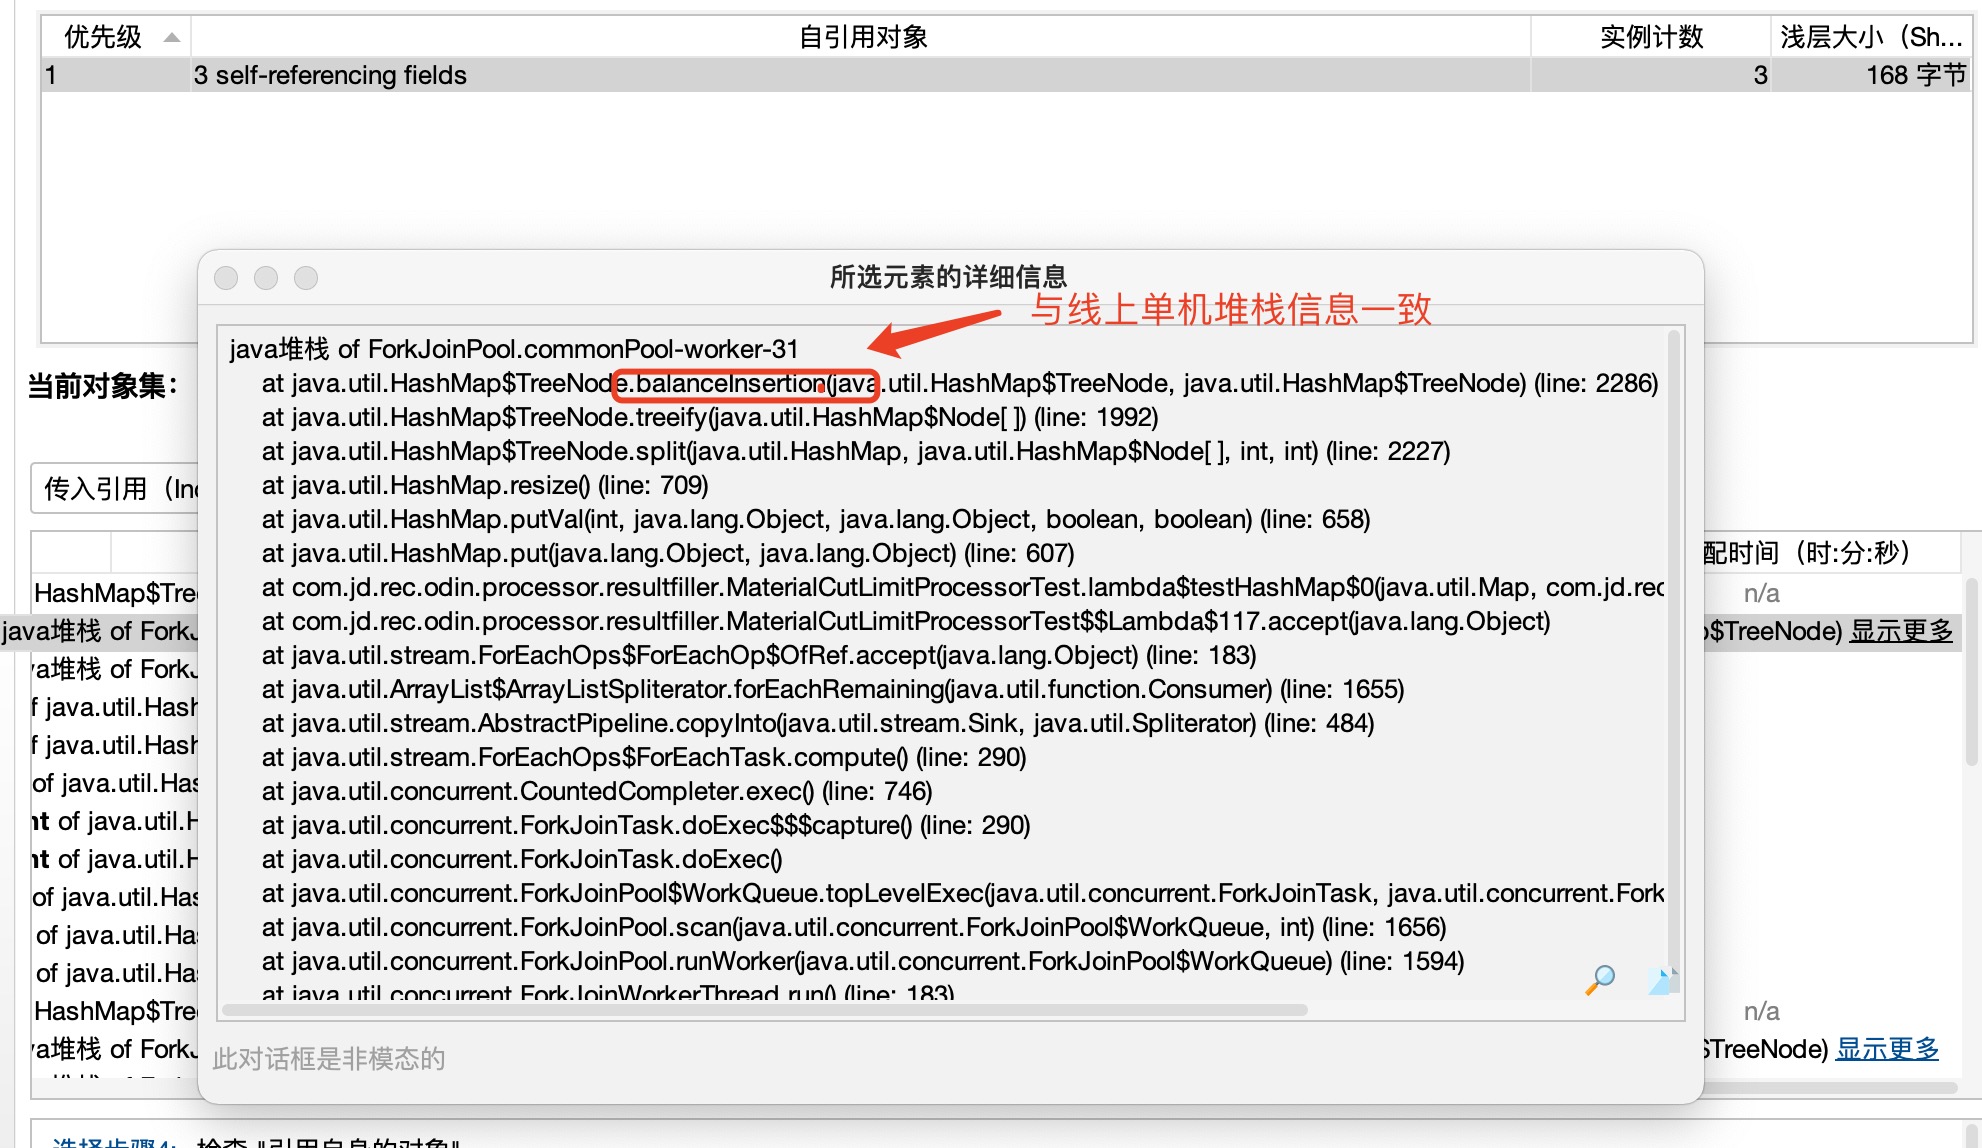 优先级 自引用对象 实例计数 浅层大小（Sh...
1 3 self-referencing fields 3 168 字节
所选元素的详细信息
与线上单机堆栈信息一致
java堆栈 of ForkJoinPool.commonPool-worker-31
at java.util.HashMap$TreeNode.balanceInsertion(java.util.HashMap$TreeNode, java.util.HashMap$TreeNode) (line: 2286)
at java.util.HashMap$TreeNode.treeify(java.util.HashMap$Node[ ]) (line: 1992)
at java.util.HashMap$TreeNode.split(java.util.HashMap, java.util.HashMap$Node[ ], int, int) (line: 2227)
at java.util.HashMap.resize() (line: 709)
at java.util.HashMap.putVal(int, java.lang.Object, java.lang.Object, boolean, boolean) (line: 658)
at java.util.HashMap.put(java.lang.Object, java.lang.Object) (line: 607)
at com.jd.rec.odin.processor.resultfiller.MaterialCutLimitProcessorTest.lambda$testHashMap$0(java.util.Map, com.jd.rec
at com.jd.rec.odin.processor.resultfiller.MaterialCutLimitProcessorTest$$Lambda$117.accept(java.lang.Object)
at java.util.stream.ForEachOps$ForEachOp$OfRef.accept(java.lang.Object) (line: 183)
at java.util.ArrayList$ArrayListSpliterator.forEachRemaining(java.util.function.Consumer) (line: 1655)
at java.util.stream.AbstractPipeline.copyInto(java.util.stream.Sink, java.util.Spliterator) (line: 484)
at java.util.stream.ForEachOps$ForEachTask.compute() (line: 290)
at java.util.concurrent.CountedCompleter.exec() (line: 746)
at java.util.concurrent.ForkJoinTask.doExec$$$capture() (line: 290)
at java.util.concurrent.ForkJoinTask.doExec()
at java.util.concurrent.ForkJoinPool$WorkQueue.topLevelExec(java.util.concurrent.ForkJoinTask, java.util.concurrent.Fork
at java.util.concurrent.ForkJoinPool.scan(java.util.concurrent.ForkJoinPool$WorkQueue, int) (line: 1656)
at java.util.concurrent.ForkJoinPool.runWorker(java.util.concurrent.ForkJoinPool$WorkQueue) (line: 1594)
at java.util.concurrent.ForkJoinWorkerThread.run() (line: 183)
此对话框是非模态的
当前对象集：
传入引用（Inc
配时间（时:分:秒）
HashMap$Tree n/a
java堆栈 of ForkJ $TreeNode) 显示更多
va堆栈 of ForkJ
f java.util.Hash
f java.util.Hash
of java.util.Has
nt of java.util.H
nt of java.util.H
of java.util.Has
of java.util.Has
of java.util.Has
HashMap$Tree n/a
va堆栈 of ForkJ $TreeNode) 显示更多
选择步骤4: 检查 "引用自身的对象"